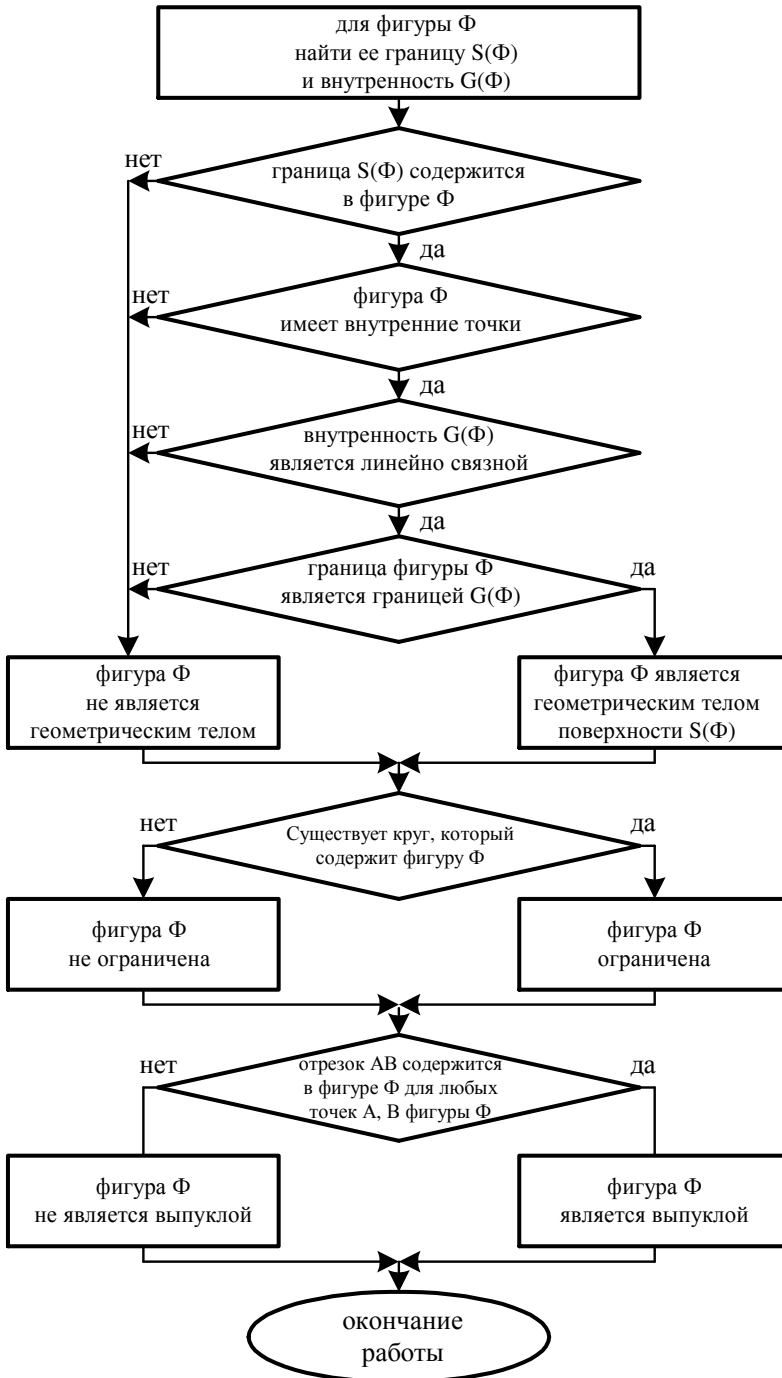 для фигуры Ф
найти ее границу S(Ф)
и внутренность G(Ф)
нет
граница S(Ф) содержится
в фигуре Ф
да
нет
фигура Ф
имеет внутренние точки
да
нет
внутренность G(Ф)
является линейно связной
да
нет
граница фигуры Ф
является границей G(Ф)
да
фигура Ф
не является
геометрическим телом
фигура Ф является
геометрическим телом
поверхности S(Ф)
нет
Существует круг, который
содержит фигуру Ф
да
фигура Ф
не ограничена
фигура Ф
ограничена
нет
отрезок АВ содержится
в фигуре Ф для любых
точек А, В фигуры Ф
да
фигура Ф
не является выпуклой
фигура Ф
является выпуклой
окончание
работы